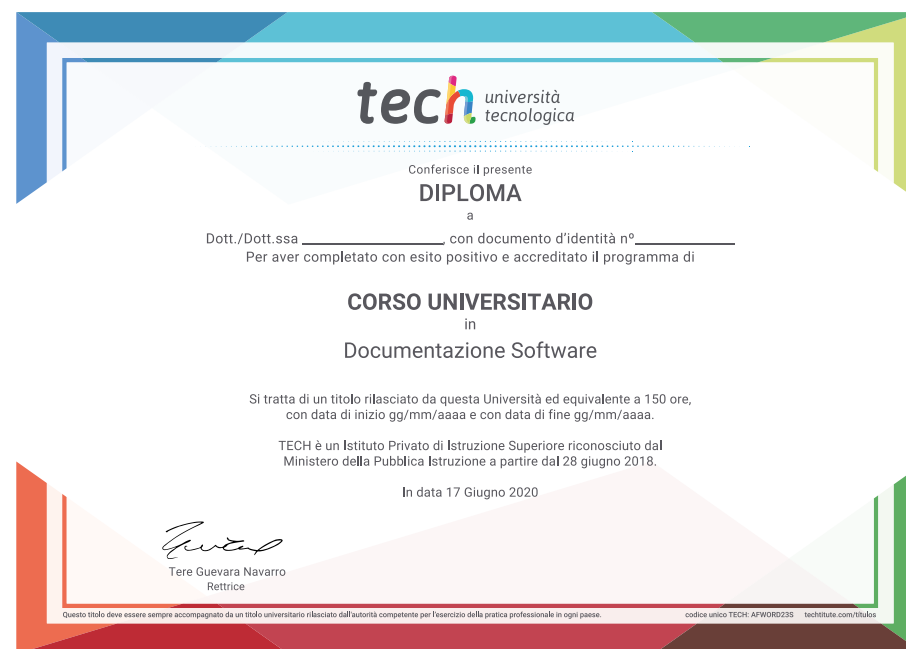 tech università
tecnologica
Conferisce il presente
DIPLOMA
a
Dott./Dott.ssa ____________________, con documento d'identità nº______________
Per aver completato con esito positivo e accreditato il programma di
CORSO UNIVERSITARIO
in
Documentazione Software
Si tratta di un titolo rilasciato da questa Università ed equivalente a 150 ore,
con data di inizio gg/mm/aaaa e con data di fine gg/mm/aaaa.
TECH è un Istituto Privato di Istruzione Superiore riconosciuto dal
Ministero della Pubblica Istruzione a partire dal 28 giugno 2018.
In data 17 Giugno 2020
Tere Guevara Navarro
Rettrice
Questo titolo deve essere sempre accompagnato da un titolo universitario rilasciato dall'autorità competente per l'esercizio della pratica professionale in ogni paese. codice unico TECH: AFWORD23S techtitute.com/titulos